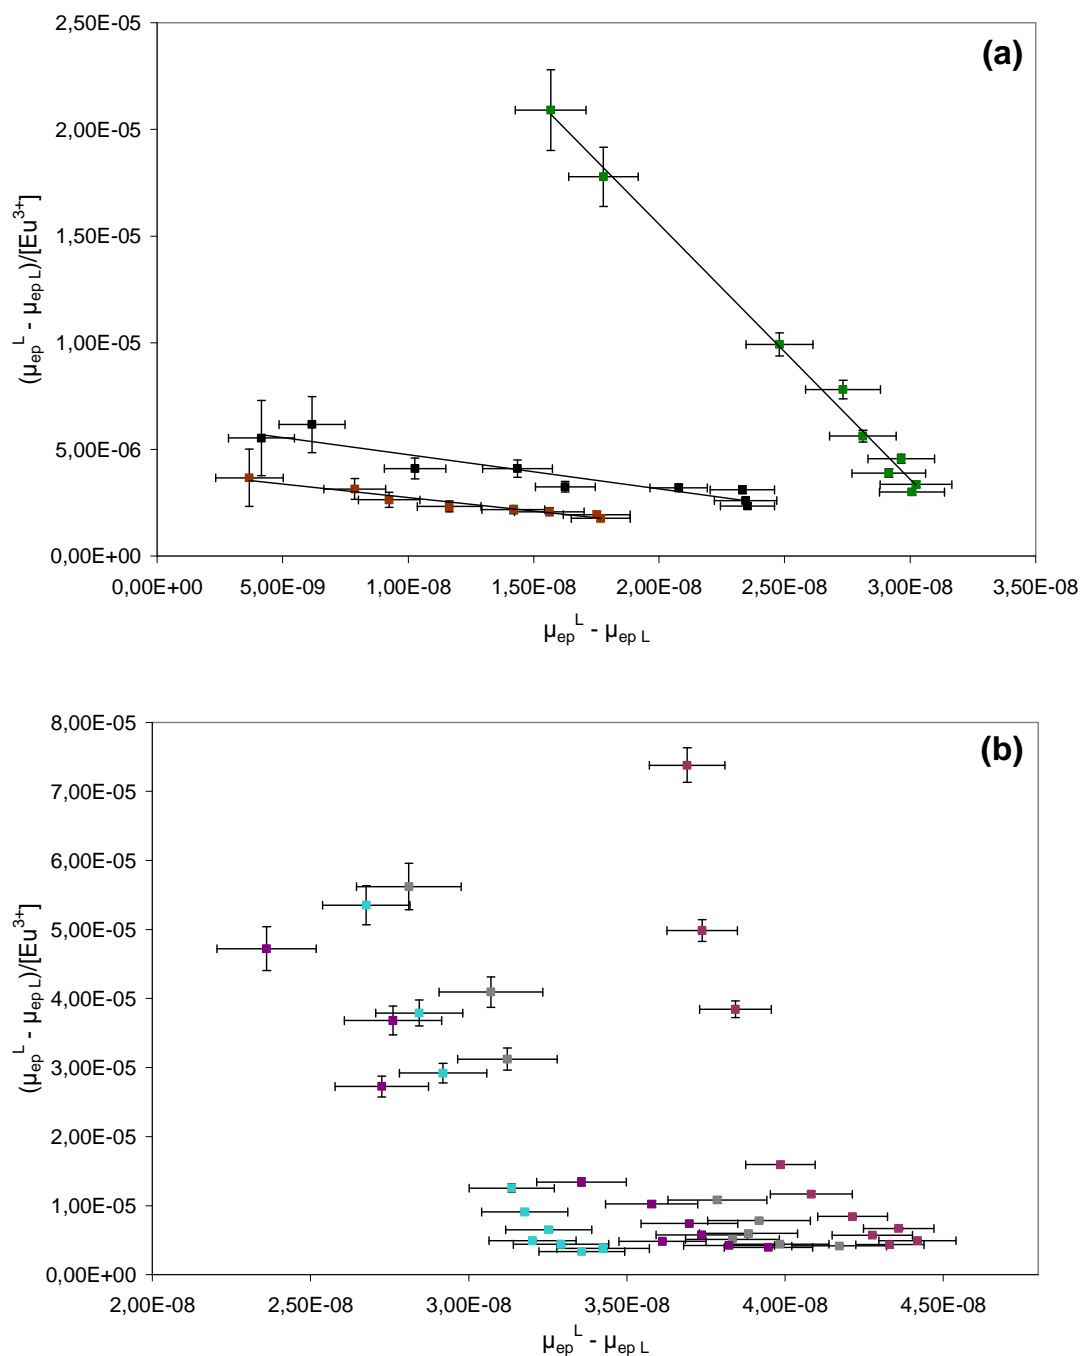 (a)
2,50E-05
2,00E-05
1,50E-05
1,00E-05
5,00E-06
0,00E+00
(μep^L - μep L)/[Eu³⁺]
0,00E+00 5,00E-09 1,00E-08 1,50E-08 2,00E-08 2,50E-08 3,00E-08 3,50E-08
μep^L - μep L
(b)
8,00E-05
7,00E-05
6,00E-05
5,00E-05
4,00E-05
3,00E-05
2,00E-05
1,00E-05
0,00E+00
(μep^L - μep L)/[Eu³⁺]
2,00E-08 2,50E-08 3,00E-08 3,50E-08 4,00E-08 4,50E-08
μep^L - μep L